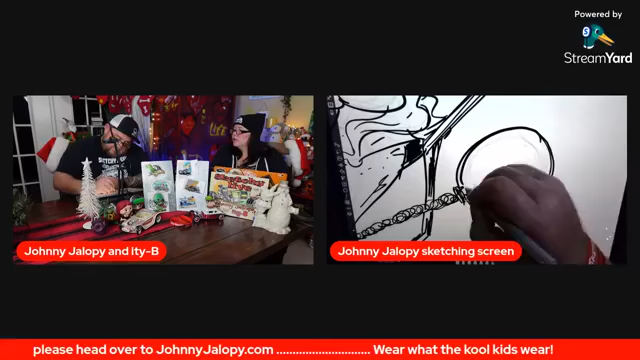 Powered by
StreamYard
Johnny Jalopy and Ity-B
Johnny Jalopy sketching screen
please head over to JohnnyJalopy.com ............................... Wear what the kool kids wear!